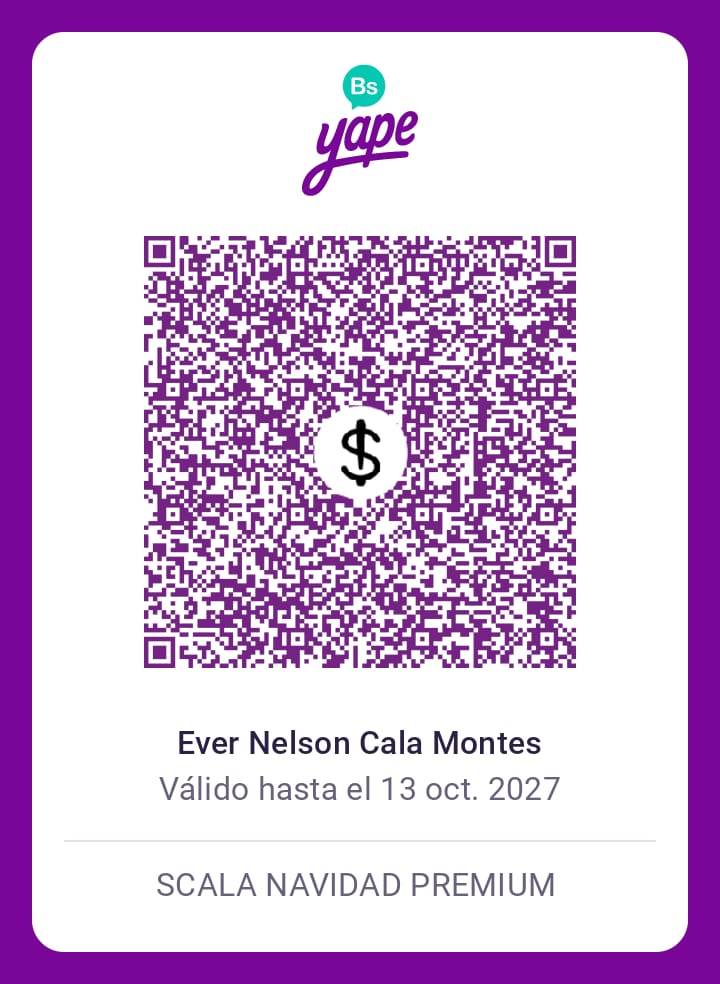 Bs
yape
$
Ever Nelson Cala Montes
Válido hasta el 13 oct. 2027
SCALA NAVIDAD PREMIUM